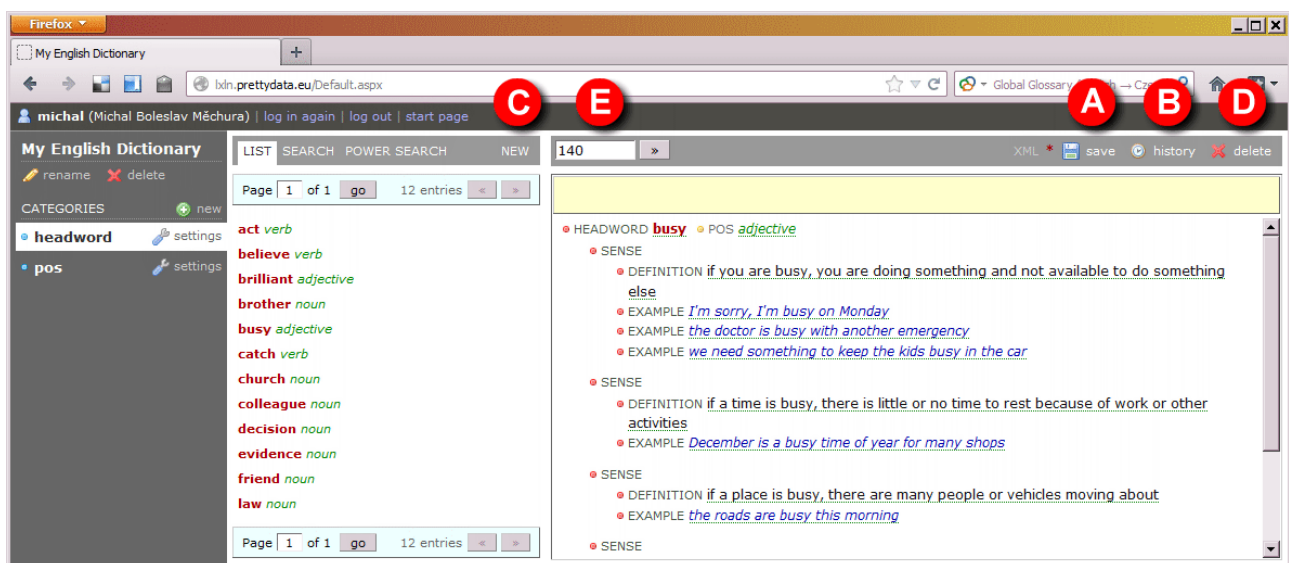 Firefox
My English Dictionary +
lxln.prettydata.eu/Default.aspx Global Glossary
C E A B D
michal (Michal Boleslav Měchura) | log in again | log out | start page
My English Dictionary LIST SEARCH POWER SEARCH NEW 140 » XML * save history delete
rename delete
Page 1 of 1 go 12 entries < »
CATEGORIES new
headword settings
pos settings
act verb
believe verb
brilliant adjective
brother noun
busy adjective
catch verb
church noun
colleague noun
decision noun
evidence noun
friend noun
law noun
Page 1 of 1 go 12 entries « »
HEADWORD busy POS adjective
SENSE
DEFINITION if you are busy, you are doing something and not available to do something
else
EXAMPLE I'm sorry, I'm busy on Monday
EXAMPLE the doctor is busy with another emergency
EXAMPLE we need something to keep the kids busy in the car
SENSE
DEFINITION if a time is busy, there is little or no time to rest because of work or other
activities
EXAMPLE December is a busy time of year for many shops
SENSE
DEFINITION if a place is busy, there are many people or vehicles moving about
EXAMPLE the roads are busy this morning
SENSE